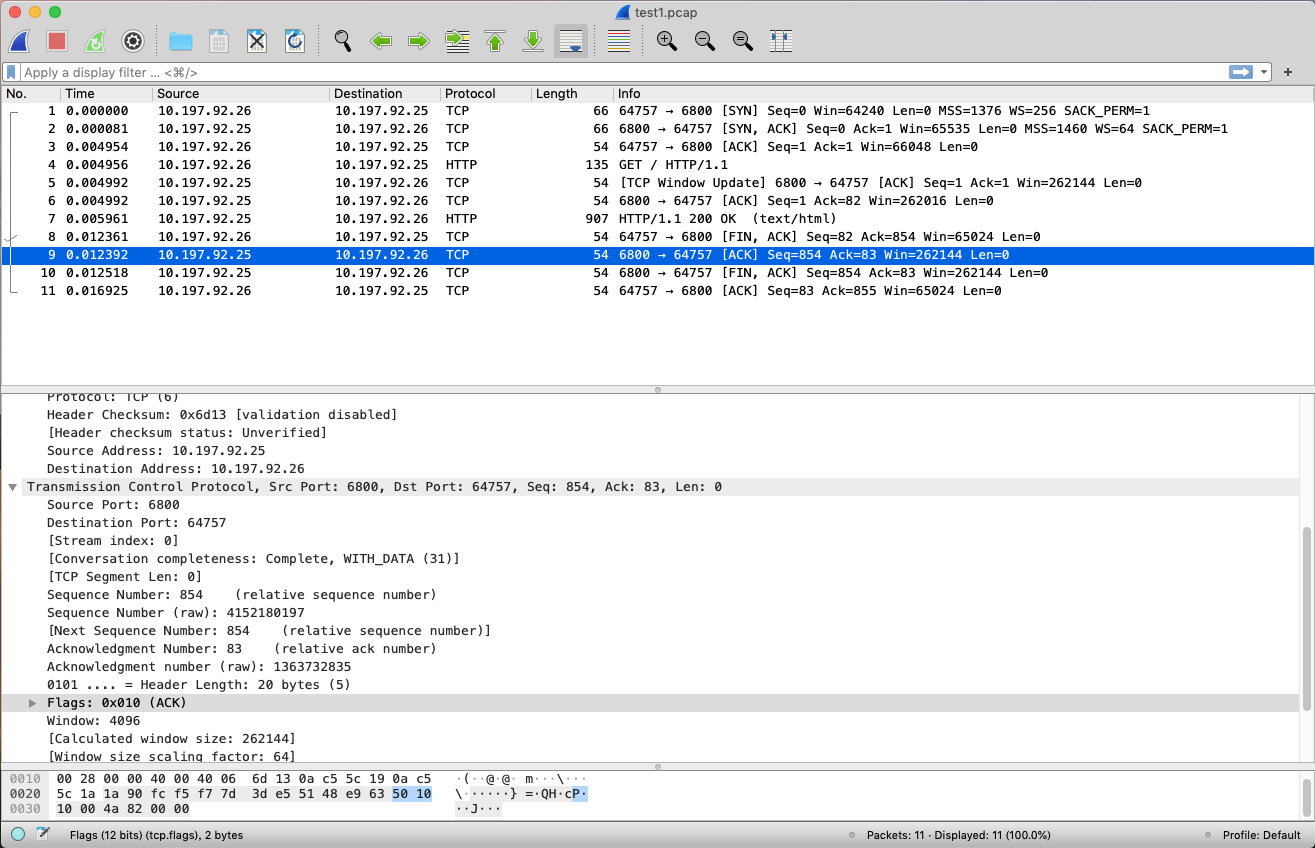 test1.pcap
Apply a display filter ... <⌘/>
No. Time Source Destination Protocol Length Info
1 0.000000 10.197.92.26 10.197.92.25 TCP 66 64757 → 6800 [SYN] Seq=0 Win=64240 Len=0 MSS=1376 WS=256 SACK_PERM=1
2 0.000081 10.197.92.25 10.197.92.26 TCP 66 6800 → 64757 [SYN, ACK] Seq=0 Ack=1 Win=65535 Len=0 MSS=1460 WS=64 SACK_PERM=1
3 0.004954 10.197.92.26 10.197.92.25 TCP 54 64757 → 6800 [ACK] Seq=1 Ack=1 Win=66048 Len=0
4 0.004956 10.197.92.26 10.197.92.25 HTTP 135 GET / HTTP/1.1
5 0.004992 10.197.92.25 10.197.92.26 TCP 54 [TCP Window Update] 6800 → 64757 [ACK] Seq=1 Ack=1 Win=262144 Len=0
6 0.004992 10.197.92.25 10.197.92.26 TCP 54 6800 → 64757 [ACK] Seq=1 Ack=82 Win=262016 Len=0
7 0.005961 10.197.92.25 10.197.92.26 HTTP 907 HTTP/1.1 200 OK (text/html)
8 0.012361 10.197.92.26 10.197.92.25 TCP 54 64757 → 6800 [FIN, ACK] Seq=82 Ack=854 Win=65024 Len=0
9 0.012392 10.197.92.25 10.197.92.26 TCP 54 6800 → 64757 [ACK] Seq=854 Ack=83 Win=262144 Len=0
10 0.012518 10.197.92.25 10.197.92.26 TCP 54 6800 → 64757 [FIN, ACK] Seq=854 Ack=83 Win=262144 Len=0
11 0.016925 10.197.92.26 10.197.92.25 TCP 54 64757 → 6800 [ACK] Seq=83 Ack=855 Win=65024 Len=0
Protocol: TCP (6)
Header Checksum: 0x6d13 [validation disabled]
[Header checksum status: Unverified]
Source Address: 10.197.92.25
Destination Address: 10.197.92.26
Transmission Control Protocol, Src Port: 6800, Dst Port: 64757, Seq: 854, Ack: 83, Len: 0
Source Port: 6800
Destination Port: 64757
[Stream index: 0]
[Conversation completeness: Complete, WITH_DATA (31)]
[TCP Segment Len: 0]
Sequence Number: 854 (relative sequence number)
Sequence Number (raw): 4152180197
[Next Sequence Number: 854 (relative sequence number)]
Acknowledgment Number: 83 (relative ack number)
Acknowledgment number (raw): 1363732835
0101 .... = Header Length: 20 bytes (5)
Flags: 0x010 (ACK)
Window: 4096
[Calculated window size: 262144]
[Window size scaling factor: 64]
0010 00 28 00 00 40 00 40 06 6d 13 0a c5 5c 19 0a c5 ·(··@·@· m···\···
0020 5c 1a 1a 90 fc f5 f7 7d 3d e5 51 48 e9 63 50 10 \······} =·QH·cP·
0030 10 00 4a 82 00 00 ··J···
Flags (12 bits) (tcp.flags), 2 bytes
Packets: 11 · Displayed: 11 (100.0%)
Profile: Default